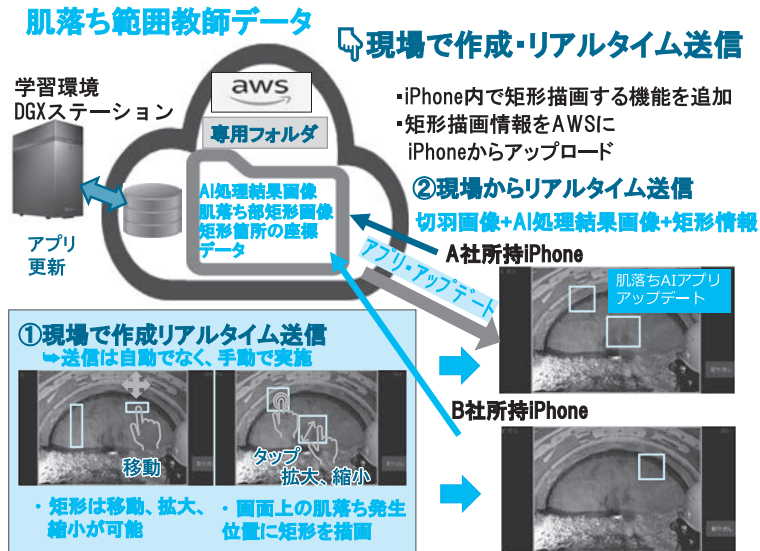 肌落ち範囲教師データ
現場で作成・リアルタイム送信
学習環境
DGXステーション
aws
専用フォルダ
・iPhone内で矩形描画する機能を追加
・矩形描画情報をAWSに
iPhoneからアップロード
AI処理結果画像
肌落ち部矩形画像
矩形箇所の座標
データ
②現場からリアルタイム送信
切羽画像+AI処理結果画像+矩形情報
アプリ
更新
A社所持iPhone
アプリ・アップデート
肌落ちAIアプリ
アップデート
①現場で作成リアルタイム送信
➥送信は自動でなく、手動で実施
B社所持iPhone
移動
タップ
拡大、縮小
・矩形は移動、拡大、
縮小が可能
・画面上の肌落ち発生
位置に矩形を描画